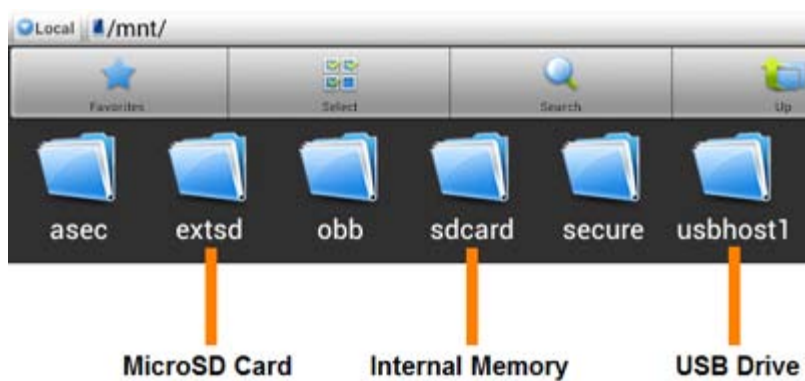 Local /mnt/
Favorites Select Search Up
asec extsd obb sdcard secure usbhost1
MicroSD Card Internal Memory USB Drive